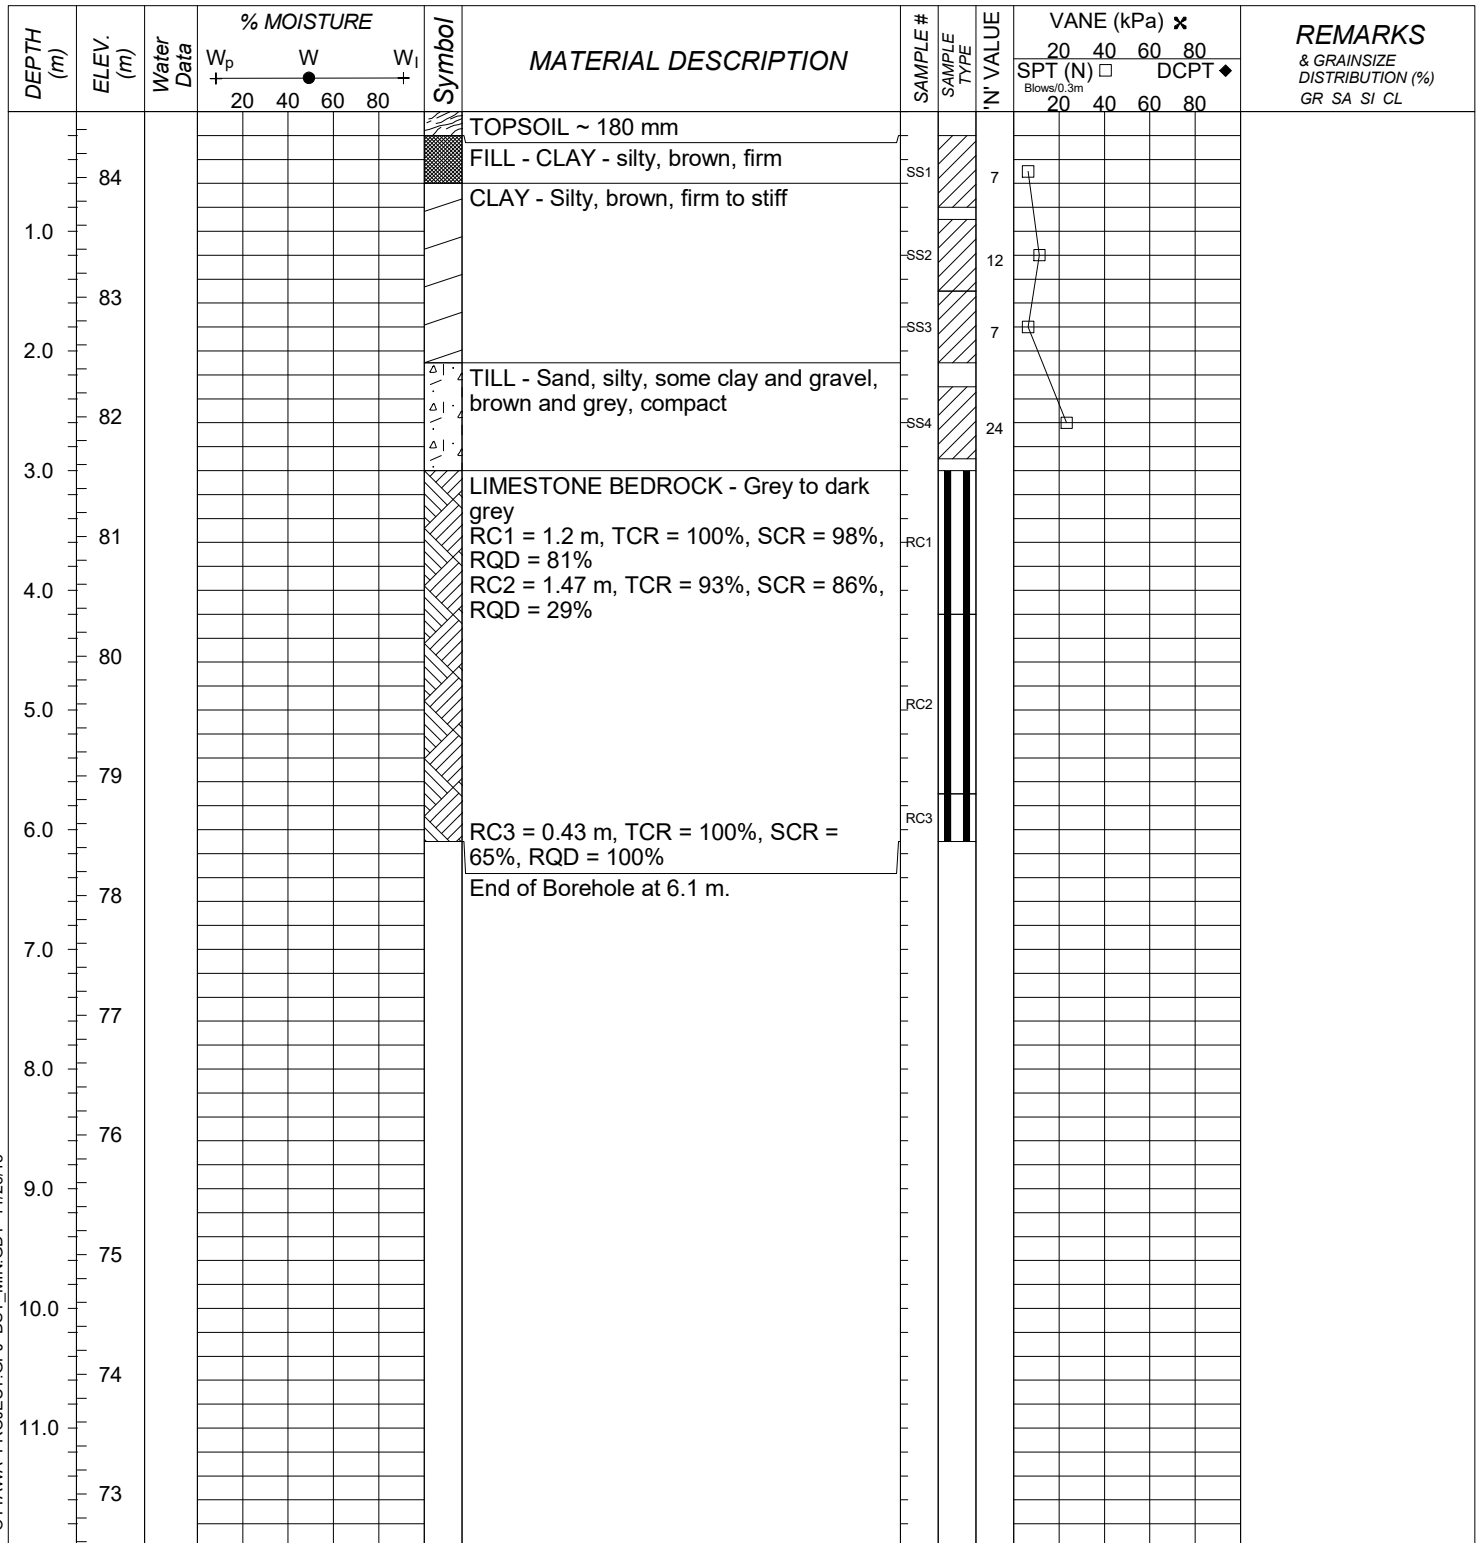 DEPTH (m)
ELEV. (m)
Water Data
% MOISTURE
Wp W Wl
20 40 60 80
Symbol
MATERIAL DESCRIPTION
SAMPLE #
SAMPLE TYPE
'N' VALUE
VANE (kPa)
20 40 60 80
SPT (N) DCPT
Blows/0.3m
20 40 60 80
REMARKS
& GRAINSIZE
DISTRIBUTION (%)
GR SA SI CL
TOPSOIL ~ 180 mm
FILL - CLAY - silty, brown, firm
84
SS1 7
CLAY - Silty, brown, firm to stiff
1.0
SS2 12
83
SS3 7
2.0
TILL - Sand, silty, some clay and gravel,
brown and grey, compact
82
SS4 24
3.0
LIMESTONE BEDROCK - Grey to dark
grey
RC1 = 1.2 m, TCR = 100%, SCR = 98%,
81
RC1
RQD = 81%
RC2 = 1.47 m, TCR = 93%, SCR = 86%,
4.0
RQD = 29%
80
5.0
RC2
79
RC3
6.0
RC3 = 0.43 m, TCR = 100%, SCR =
65%, RQD = 100%
End of Borehole at 6.1 m.
78
7.0
77
8.0
76
9.0
75
10.0
74
11.0
73